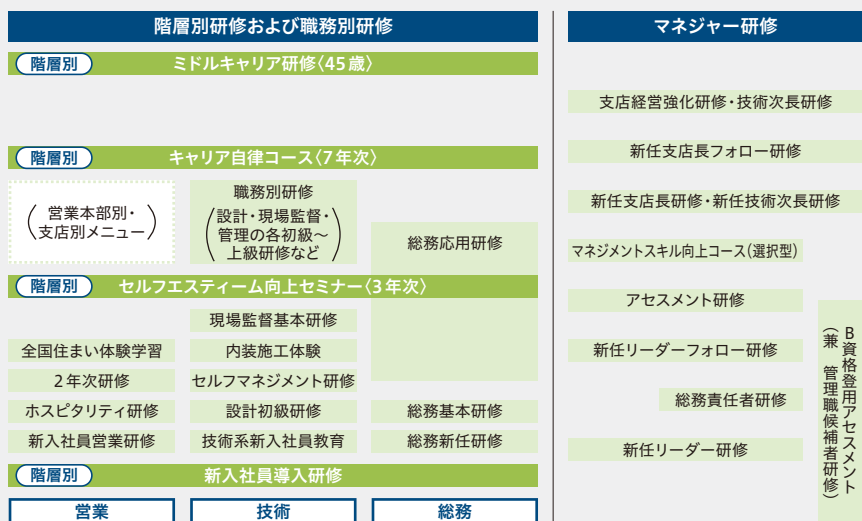 階層別研修および職務別研修
階層別
ミドルキャリア研修〈45歳〉
階層別
キャリア自律コース〈7年次〉
営業本部別・
支店別メニュー
職務別研修
(設計・現場監督・
管理の各初級~
上級研修など)
総務応用研修
階層別
セルフエスティーム向上セミナー〈3年次〉
現場監督基本研修
全国住まい体験学習
内装施工体験
2年次研修
セルフマネジメント研修
ホスピタリティ研修
設計初級研修
総務基本研修
新入社員営業研修
技術系新入社員教育
総務新任研修
階層別
新入社員導入研修
営業
技術
総務
マネジャー研修
支店経営強化研修・技術次長研修
新任支店長フォロー研修
新任支店長研修・新任技術次長研修
マネジメントスキル向上コース(選択型)
アセスメント研修
新任リーダーフォロー研修
総務責任者研修
新任リーダー研修
B資格登用アセスメント
(兼 管理職候補者研修)